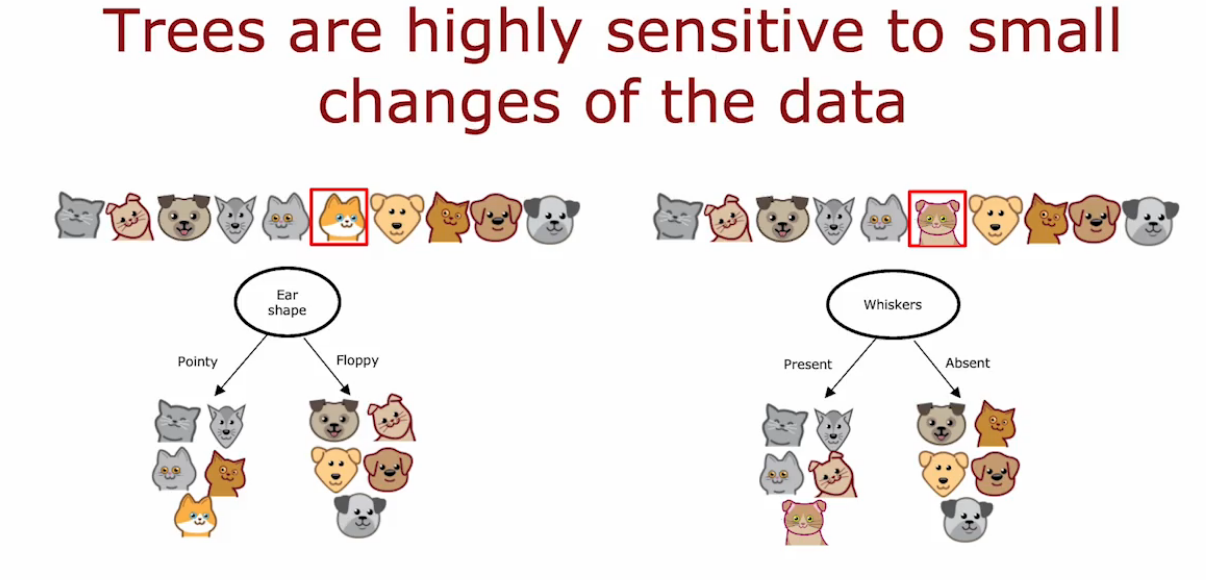 Trees are highly sensitive to small
changes of the data
Ear
shape
Pointy
Floppy
Whiskers
Present
Absent